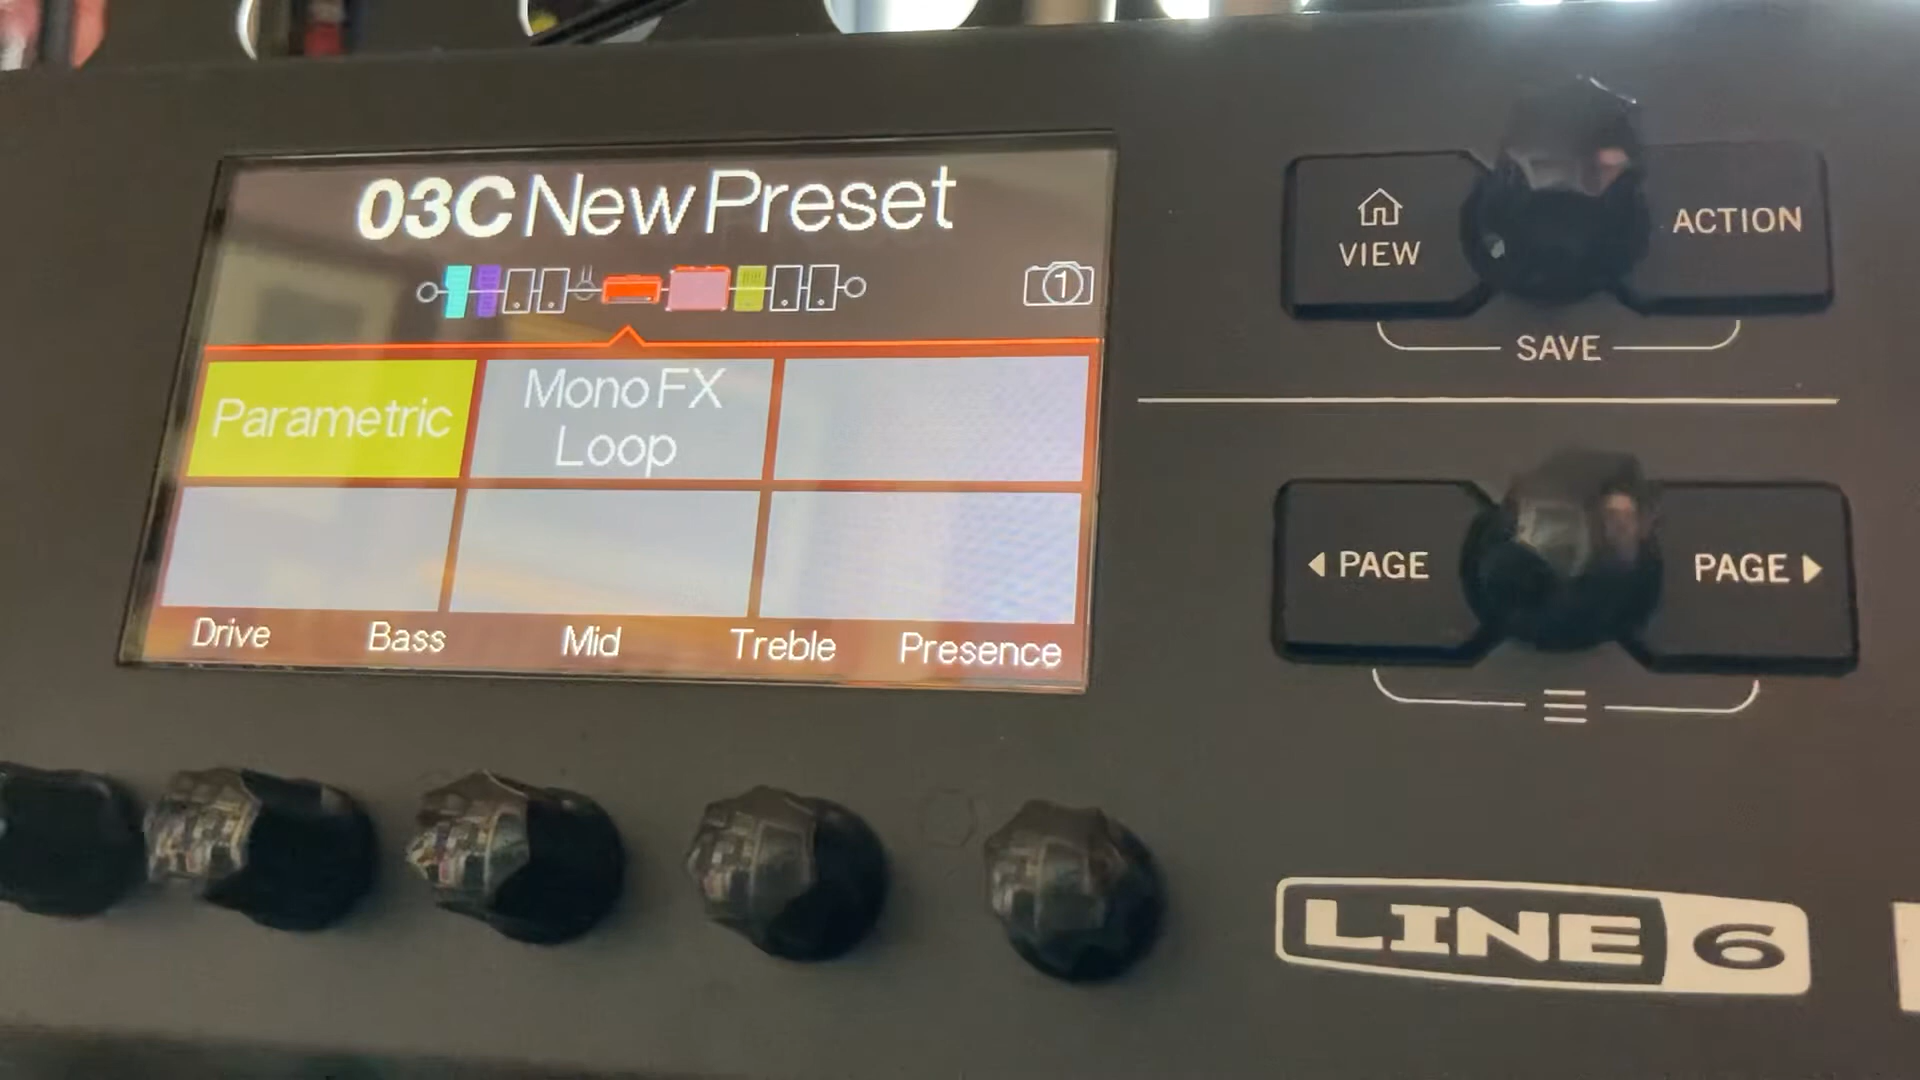 03C New Preset
1
Parametric
Mono FX
Loop
Drive Bass Mid Treble Presence
VIEW
ACTION
SAVE
PAGE
PAGE
LINE 6